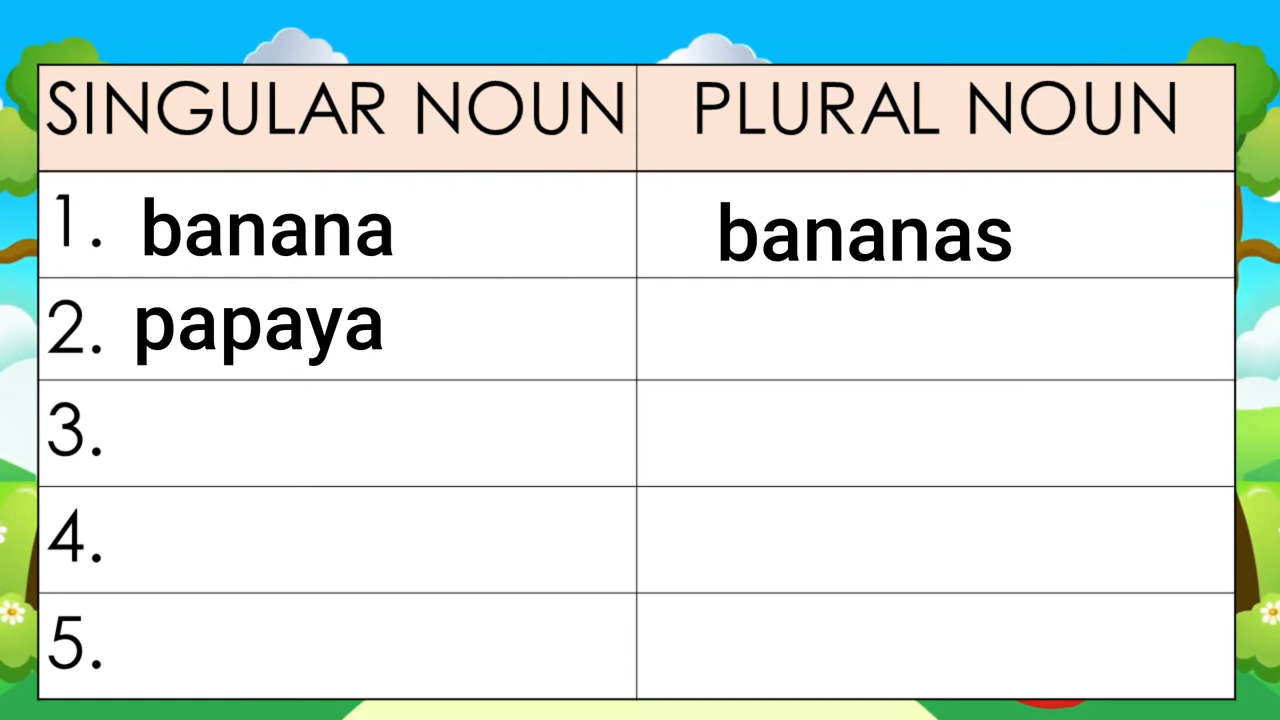 SINGULAR NOUN PLURAL NOUN
1. banana bananas
2. papaya
3.
4.
5.